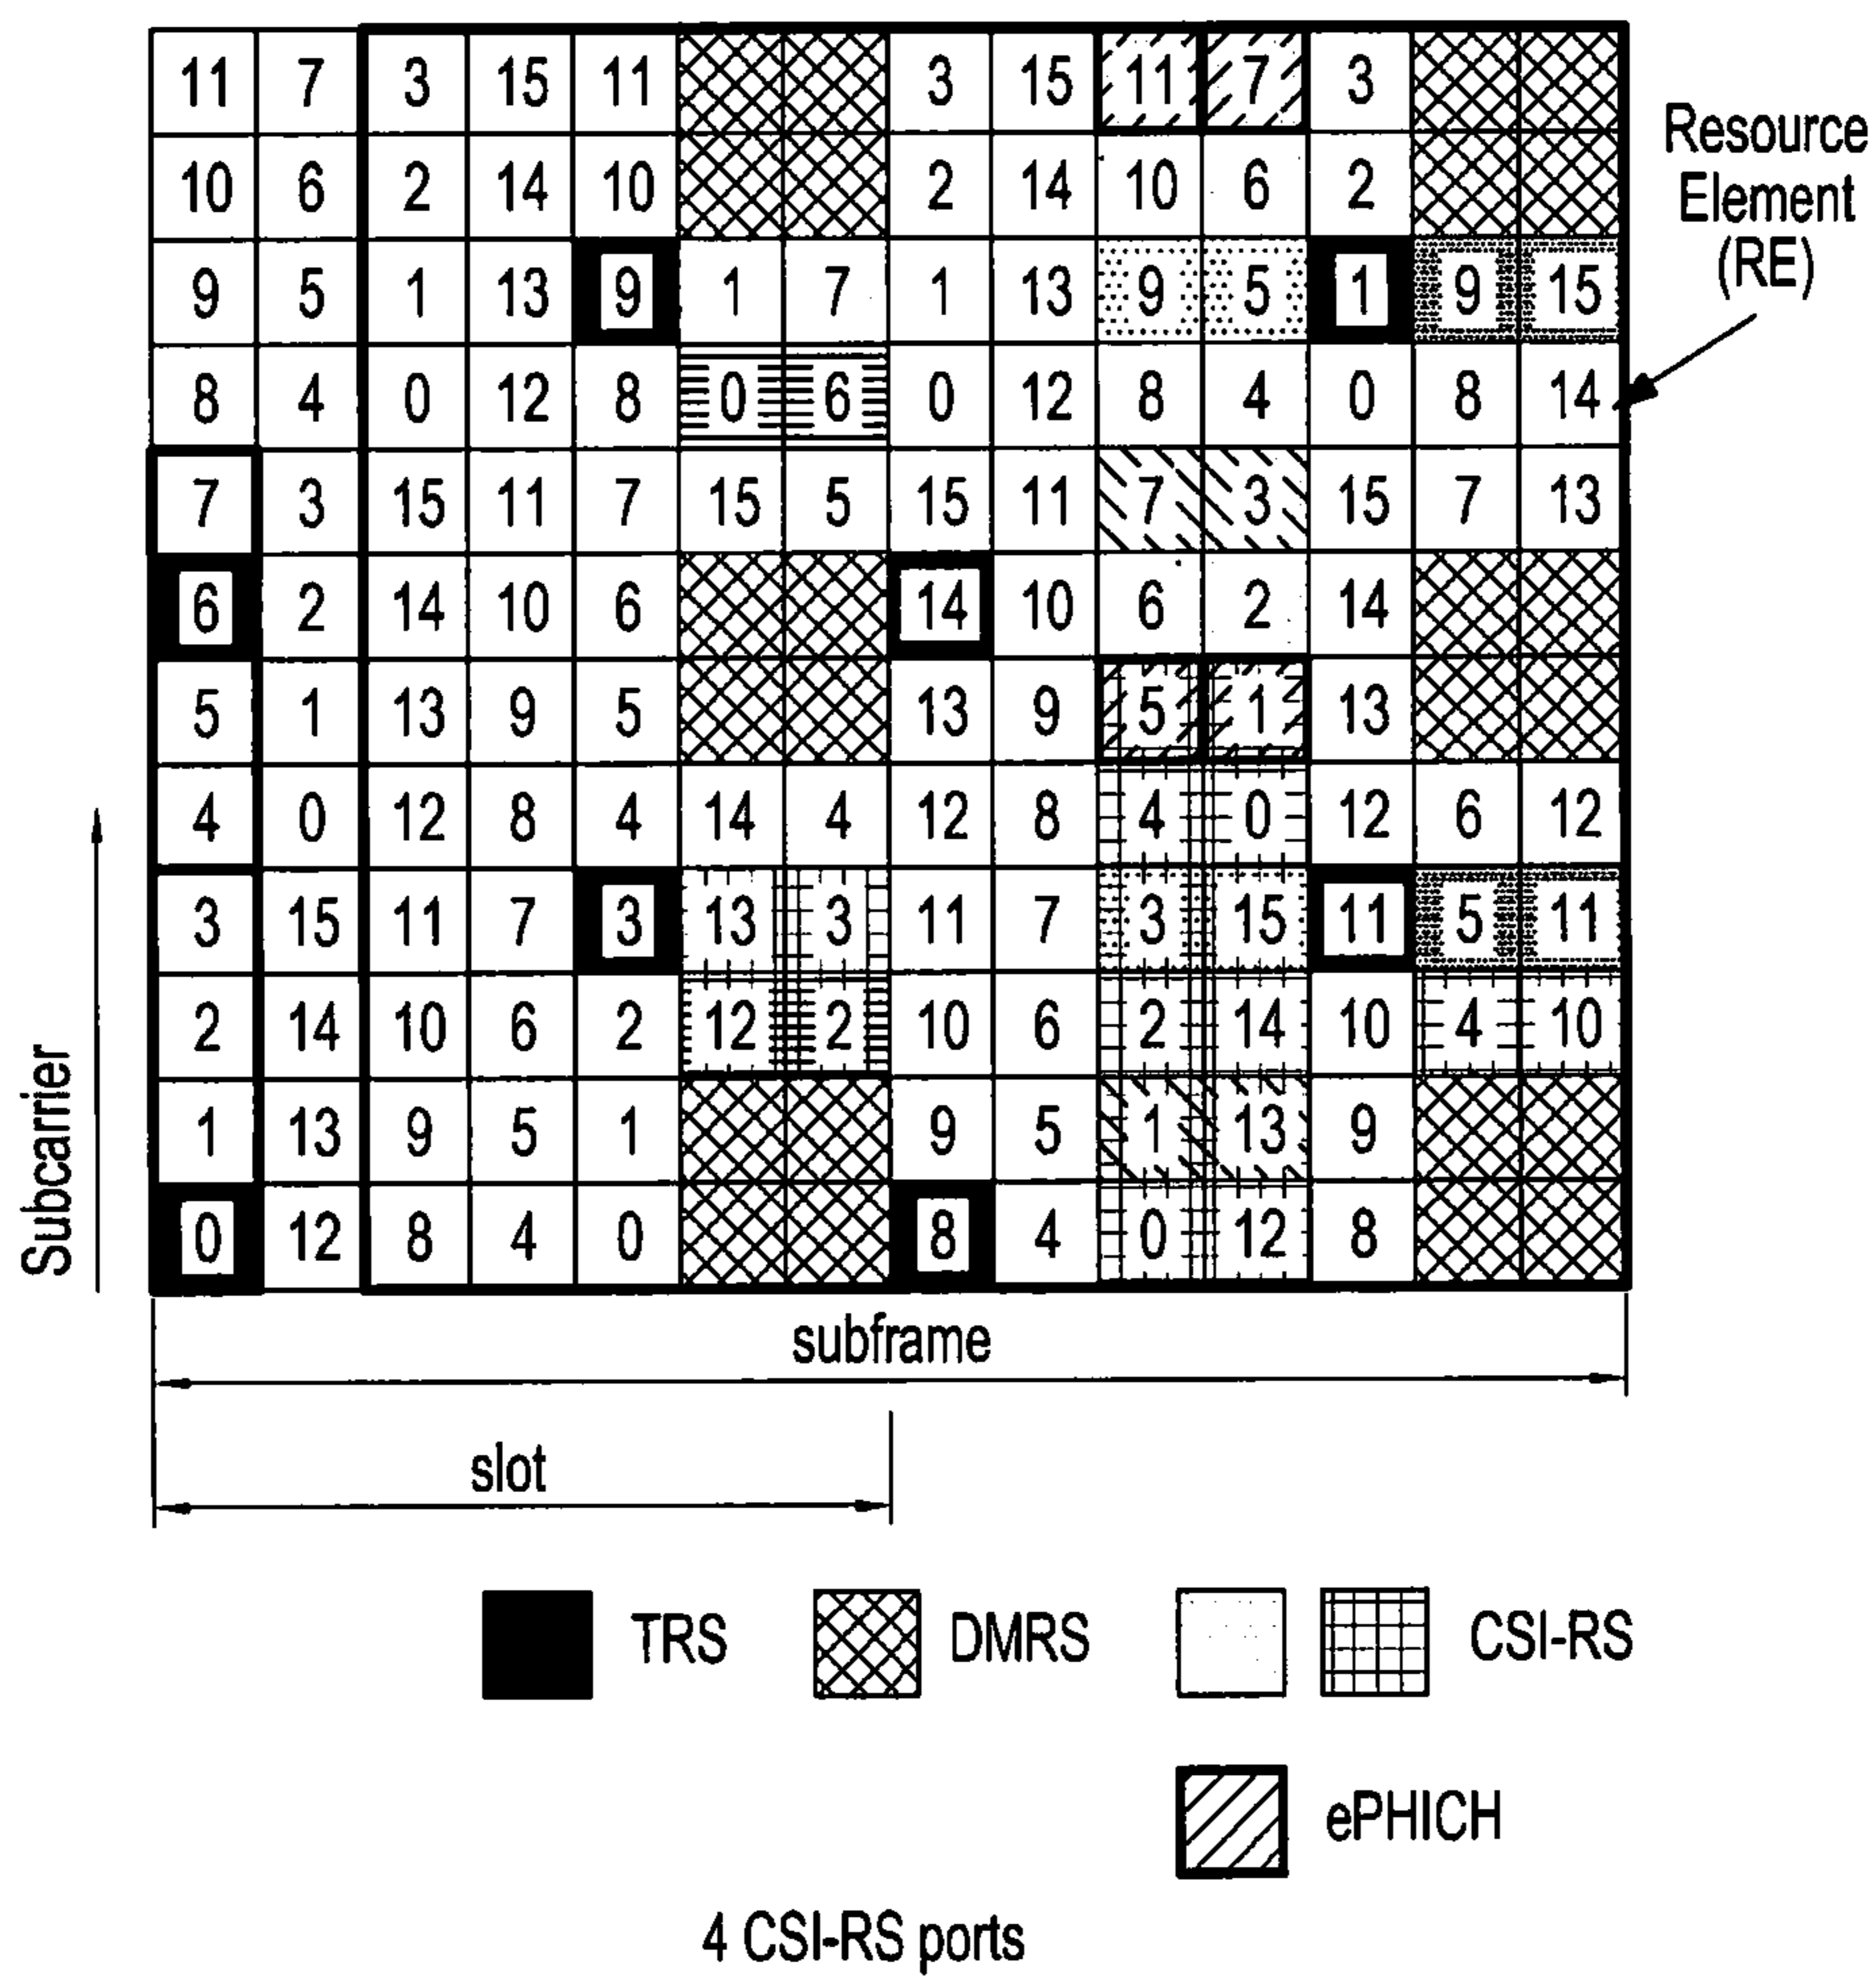 11 7 3 15 11 3 15 11 7 3
10 6 2 14 10 2 14 10 6 2
9 5 1 13 9 1 7 1 13 9 5 1 9 15
8 4 0 12 8 0 6 0 12 8 4 0 8 14
7 3 15 11 7 15 5 15 11 7 3 15 7 13
6 2 14 10 6 14 10 6 2 14
5 1 13 9 5 13 9 5 1 13
4 0 12 8 4 14 4 12 8 4 0 12 6 12
3 15 11 7 3 13 3 11 7 3 15 11 5 11
2 14 10 6 2 12 2 10 6 2 14 10 4 10
1 13 9 5 1 9 5 1 13 9
0 12 8 4 0 8 4 0 12 8
Resource
Element
(RE)
Subcarrier
subframe
slot
TRS DMRS CSI-RS
ePHICH
4 CSI-RS ports